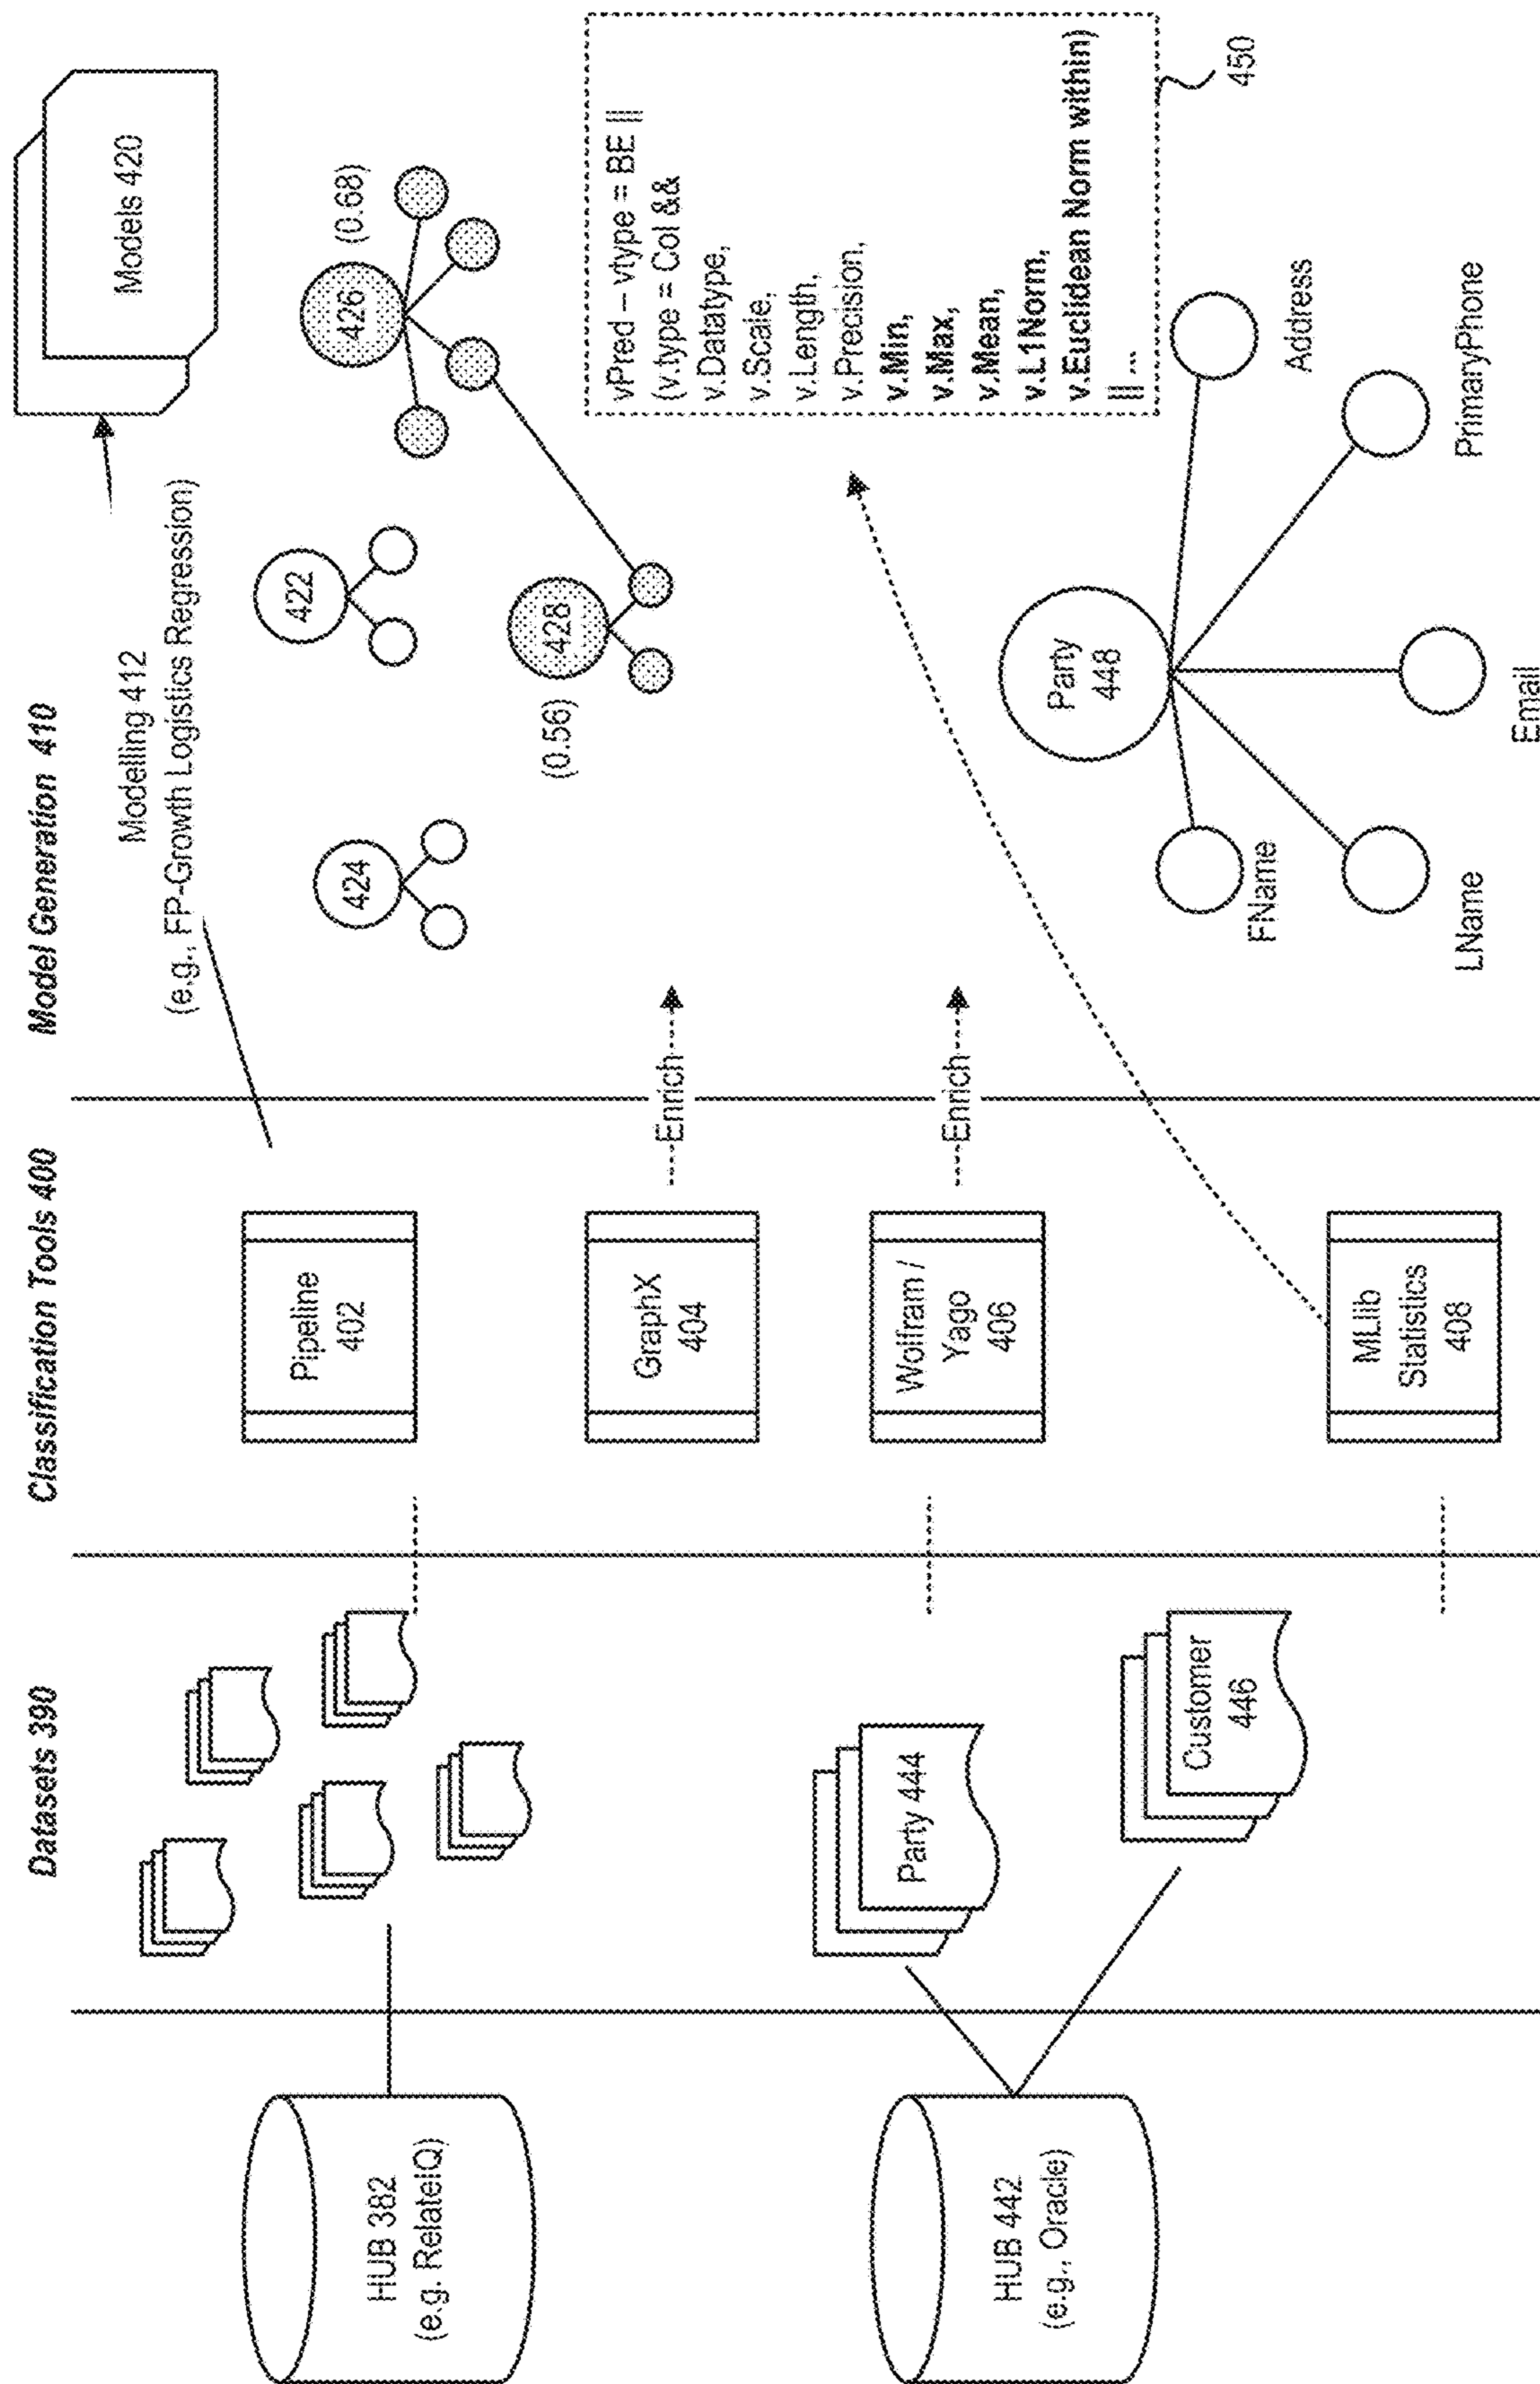 Datasets 390
Classification Tools 400
Model Generation 410
HUB 382
(e.g. RelateIQ)
Pipeline
402
Modelling 412
(e.g., FP-Growth Logistics Regression)
Models 420
424
422
426
(0.68)
(0.56)
428
GraphX
404
Enrich
HUB 442
(e.g., Oracle)
Party 444
Customer
446
Wolfram /
Yago
406
Enrich
MLlib
Statistics
408
vPred – vtype = BE ||
(v.type = Col &&
v.Datatype,
v.Scale,
v.Length,
v.Precision,
v.Min,
v.Max,
v.Mean,
v.L1Norm,
v.Euclidean Norm within)
|| ...
450
Party
448
FName
LName
Email
PrimaryPhone
Address